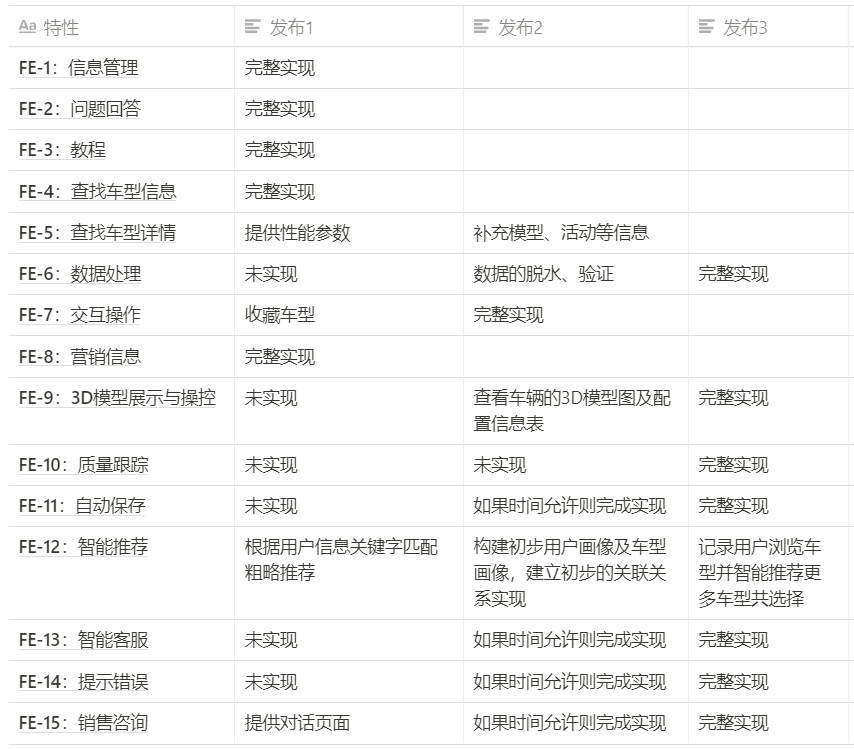 Aa 特性 发布1 发布2 发布3
FE-1：信息管理 完整实现
FE-2：问题回答 完整实现
FE-3：教程 完整实现
FE-4：查找车型信息 完整实现
FE-5：查找车型详情 提供性能参数 补充模型、活动等信息
FE-6：数据处理 未实现 数据的脱水、验证 完整实现
FE-7：交互操作 收藏车型 完整实现
FE-8：营销信息 完整实现
FE-9：3D模型展示与操控 未实现 查看车辆的3D模型图及配 完整实现
置信息表
FE-10：质量跟踪 未实现 未实现 完整实现
FE-11：自动保存 未实现 如果时间允许则完成实现 完整实现
FE-12：智能推荐 根据用户信息关键字匹配 构建初步用户画像及车型 记录用户浏览车
粗略推荐 画像，建立初步的关联关 型并智能推荐更
系实现 多车型共选择
FE-13：智能客服 未实现 如果时间允许则完成实现 完整实现
FE-14：提示错误 未实现 如果时间允许则完成实现 完整实现
FE-15：销售咨询 提供对话页面 如果时间允许则完成实现 完整实现